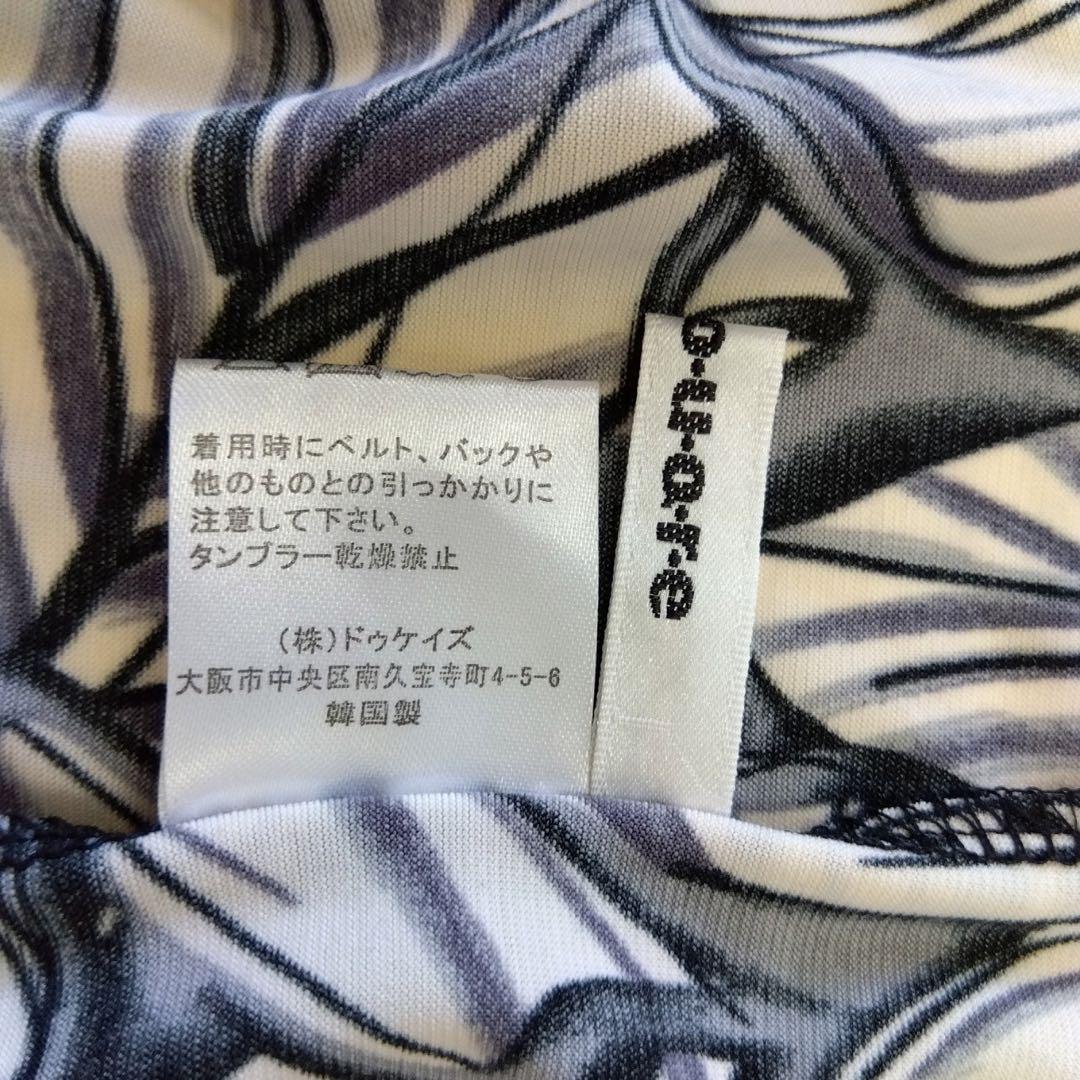 着用時にベルト、バックや
他のものとの引っかかりに
注意して下さい。
タンブラー乾燥禁止
(株)ドゥケイズ
大阪市中央区南久宝寺町4-5-6
韓国製
o-u-a-r-e